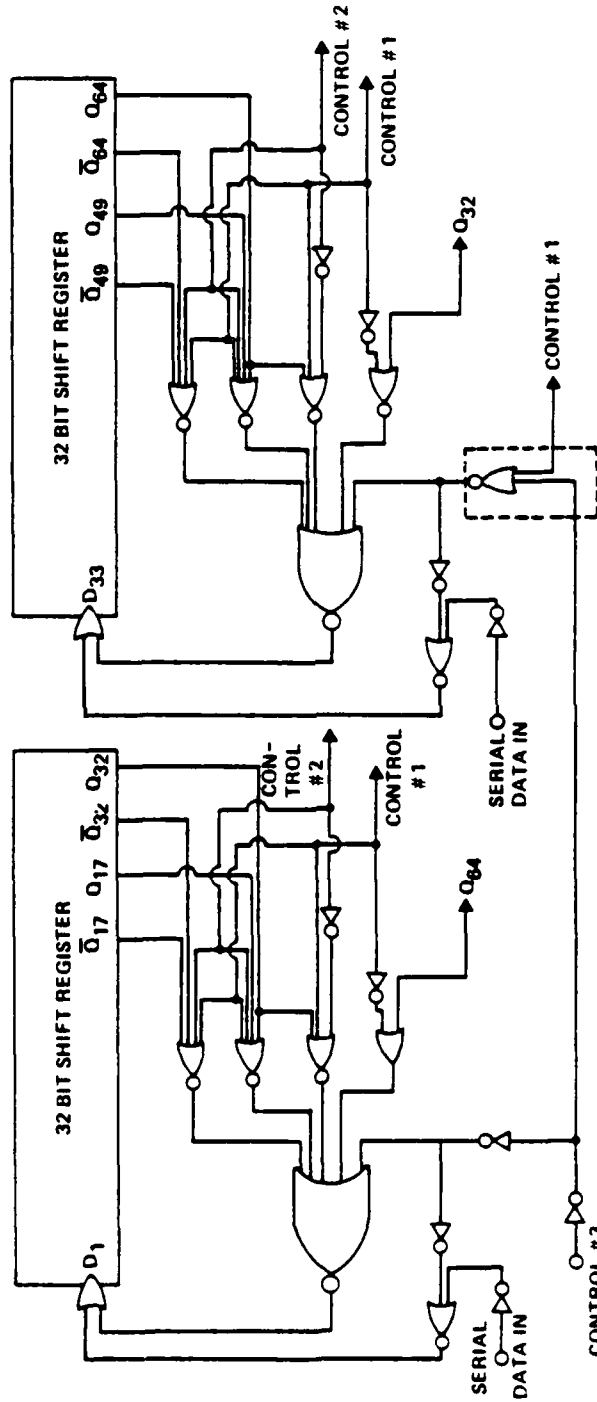 32 BIT SHIFT REGISTER
D33
Q̅49
Q49
Q̅64
Q64
CONTROL #2
CONTROL #1
Q32
CONTROL #1
SERIAL
DATA IN
32 BIT SHIFT REGISTER
D1
Q̅17
Q17
Q̅32
Q32
CON-
TROL
#2
CONTROL
#1
Q64
SERIAL
DATA IN
CONTROL #3